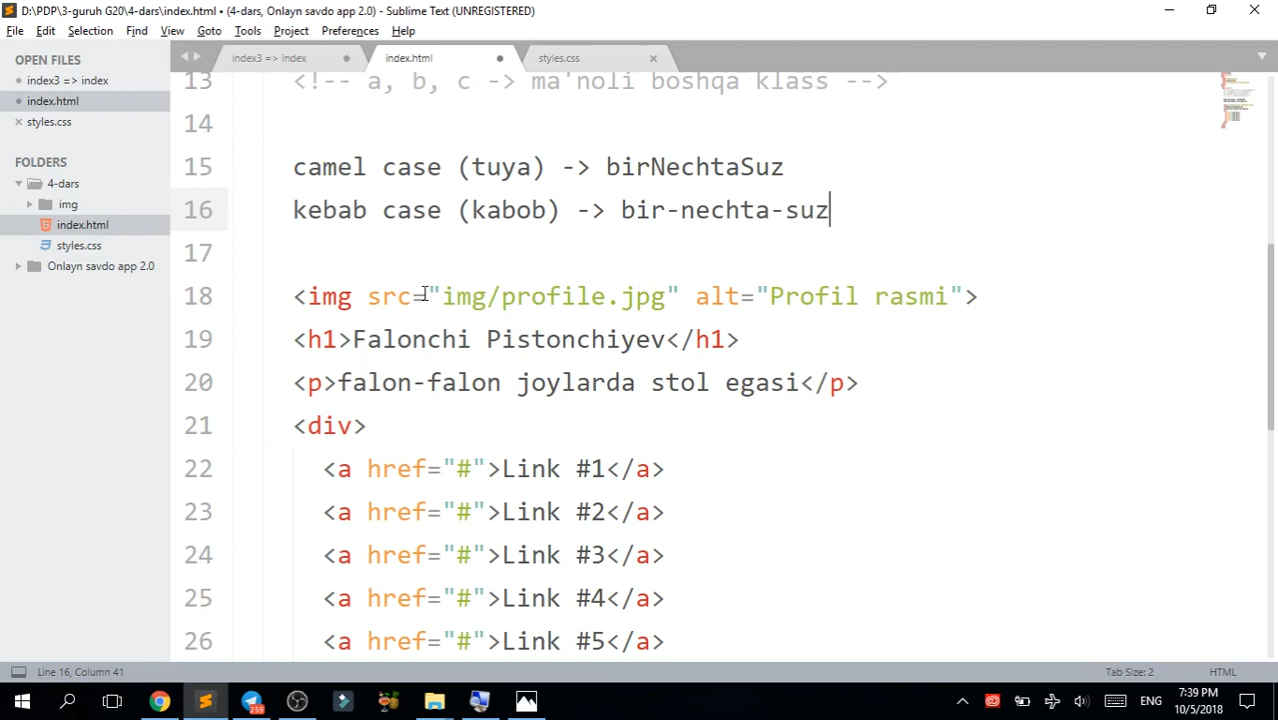 D:\PDP\3-guruh G20\4-dars\index.html • (4-dars, Onlayn savdo app 2.0) - Sublime Text (UNREGISTERED)
File Edit Selection Find View Goto Tools Project Preferences Help
OPEN FILES
index3 => index
index.html
styles.css
FOLDERS
4-dars
img
index.html
styles.css
Onlayn savdo app 2.0
index3 => index index.html styles.css
13 <!-- a, b, c -> ma'noli boshqa klass -->
14
15 camel case (tuya) -> birNechtaSuz
16 kebab case (kabob) -> bir-nechta-suz
17
18 <img src="img/profile.jpg" alt="Profil rasmi">
19 <h1>Falonchi Pistonchiyev</h1>
20 <p>falon-falon joylarda stol egasi</p>
21 <div>
22 <a href="#">Link #1</a>
23 <a href="#">Link #2</a>
24 <a href="#">Link #3</a>
25 <a href="#">Link #4</a>
26 <a href="#">Link #5</a>
Line 16, Column 41 Tab Size: 2 HTML
259 ENG 7:39 PM
10/5/2018